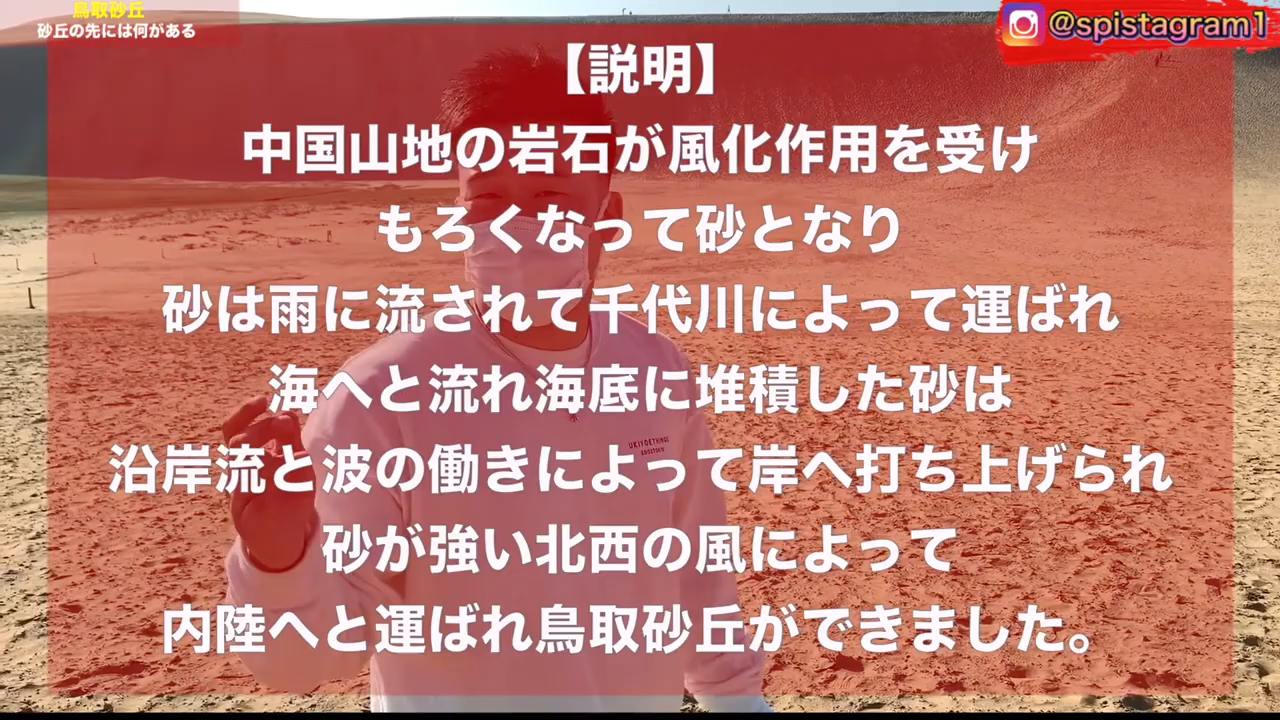 鳥取砂丘
砂丘の先には何がある
@spistagram1
【説明】
中国山地の岩石が風化作用を受け
もろくなって砂となり
砂は雨に流されて千代川によって運ばれ
海へと流れ海底に堆積した砂は
沿岸流と波の働きによって岸へ打ち上げられ
砂が強い北西の風によって
内陸へと運ばれ鳥取砂丘ができました。
UKIYOETHINGS